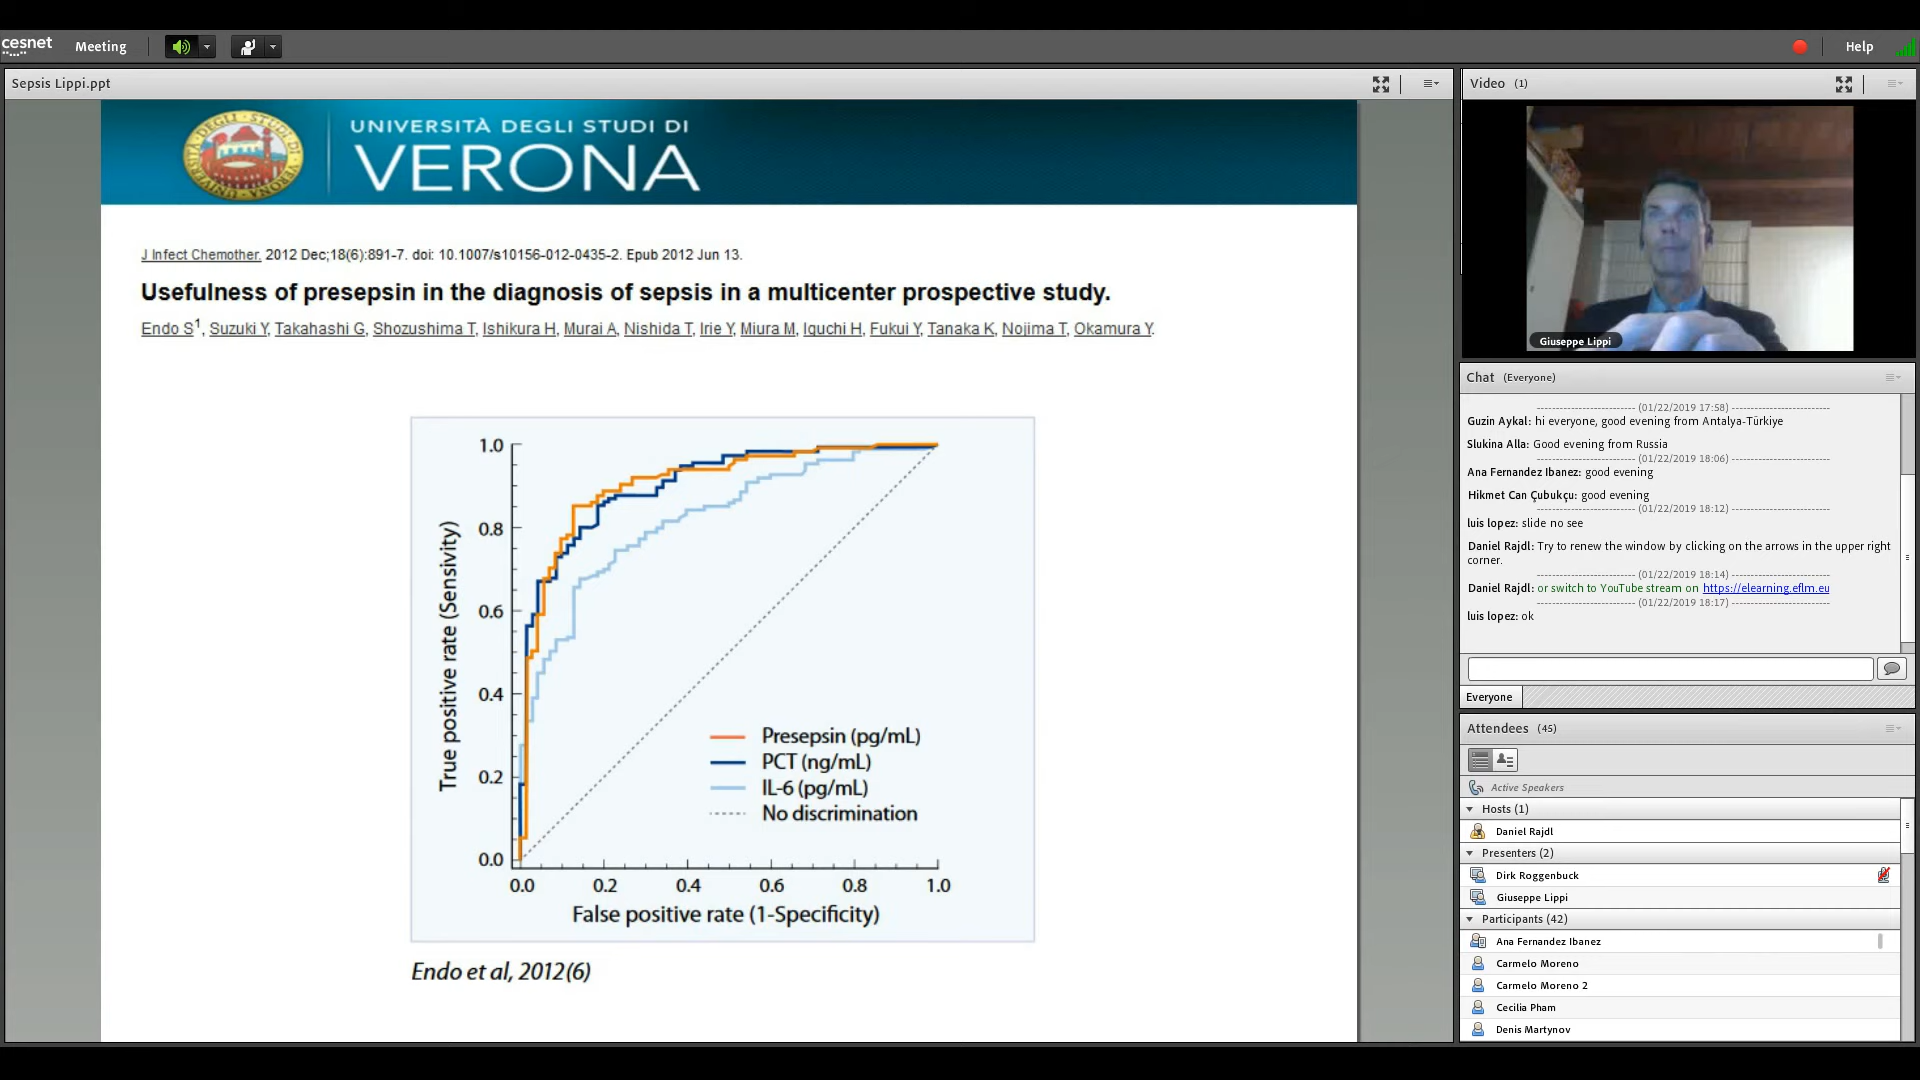 cesnet
Meeting
Help
Sepsis Lippi.ppt
UNIVERSITÀ DEGLI STUDI DI
VERONA
J Infect Chemother. 2012 Dec;18(6):891-7. doi: 10.1007/s10156-012-0435-2. Epub 2012 Jun 13.
Usefulness of presepsin in the diagnosis of sepsis in a multicenter prospective study.
Endo S1, Suzuki Y, Takahashi G, Shozushima T, Ishikura H, Murai A, Nishida T, Irie Y, Miura M, Iguchi H, Fukui Y, Tanaka K, Nojima T, Okamura Y.
True positive rate (Sensivity)
1.0
0.8
0.6
0.4
0.2
0.0
Presepsin (pg/mL)
PCT (ng/mL)
IL-6 (pg/mL)
No discrimination
0.0 0.2 0.4 0.6 0.8 1.0
False positive rate (1-Specificity)
Endo et al, 2012(6)
Video (1)
Giuseppe Lippi
Chat (Everyone)
------------------------- (01/22/2019 17:58) -------------------------
Guzin Aykal: hi everyone, good evening from Antalya-Türkiye
Slukina Alla: Good evening from Russia
------------------------- (01/22/2019 18:06) -------------------------
Ana Fernandez Ibanez: good evening
Hikmet Can Çubukçu: good evening
------------------------- (01/22/2019 18:12) -------------------------
luis lopez: slide no see
Daniel Rajdl: Try to renew the window by clicking on the arrows in the upper right
corner.
------------------------- (01/22/2019 18:14) -------------------------
Daniel Rajdl: or switch to YouTube stream on https://elearning.eflm.eu
------------------------- (01/22/2019 18:17) -------------------------
luis lopez: ok
Everyone
Attendees (45)
Active Speakers
Hosts (1)
Daniel Rajdl
Presenters (2)
Dirk Roggenbuck
Giuseppe Lippi
Participants (42)
Ana Fernandez Ibanez
Carmelo Moreno
Carmelo Moreno 2
Cecilia Pham
Denis Martynov